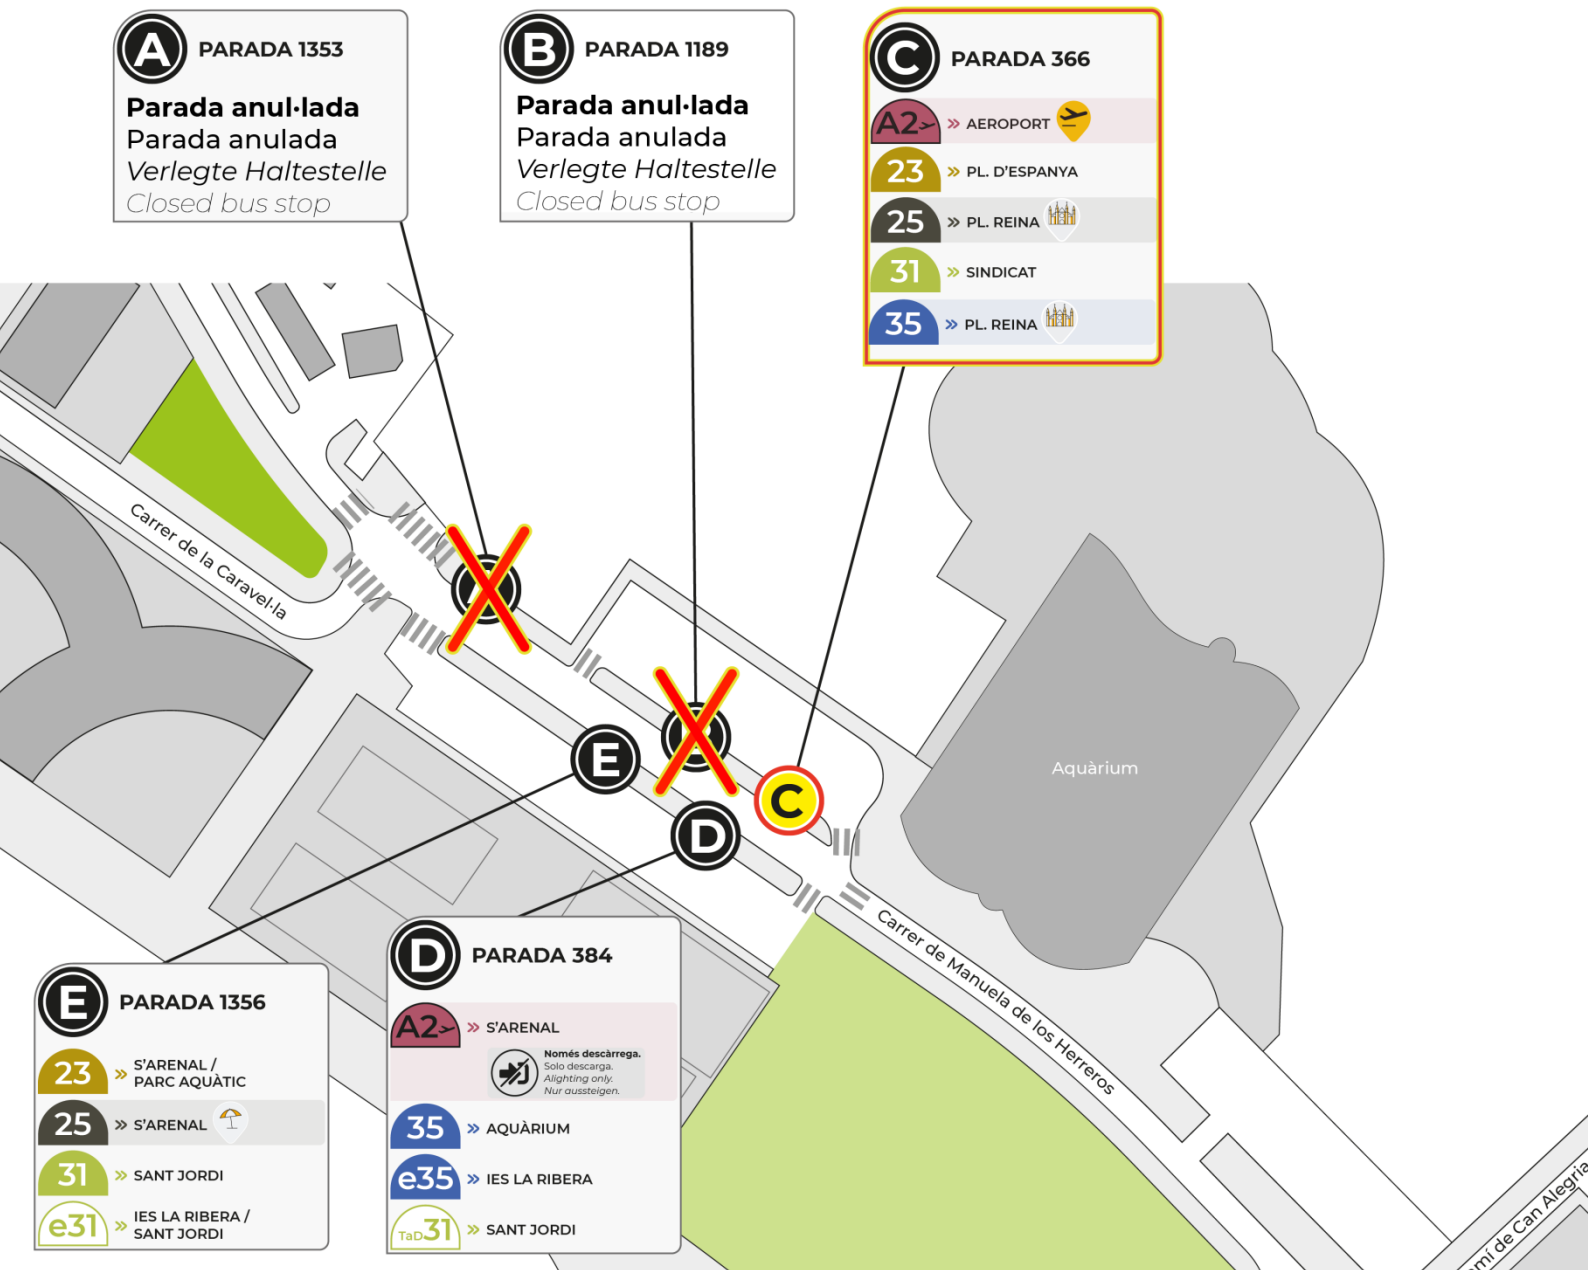 A PARADA 1353
Parada anul·lada
Parada anulada
Verlegte Haltestelle
Closed bus stop
B PARADA 1189
Parada anul·lada
Parada anulada
Verlegte Haltestelle
Closed bus stop
C PARADA 366
A2 » AEROPORT
23 » PL. D'ESPANYA
25 » PL. REINA
31 » SINDICAT
35 » PL. REINA
Carrer de la Caravel·la
E
D
C
Aquàrium
Carrer de Manuela de los Herreros
Camí de Can Alegria
E PARADA 1356
23 » S'ARENAL /
PARC AQUÀTIC
25 » S'ARENAL
31 » SANT JORDI
e31 » IES LA RIBERA /
SANT JORDI
D PARADA 384
A2 » S'ARENAL
Només descàrrega.
Solo descarga.
Alighting only.
Nur aussteigen.
35 » AQUÀRIUM
e35 » IES LA RIBERA
TaD31 » SANT JORDI